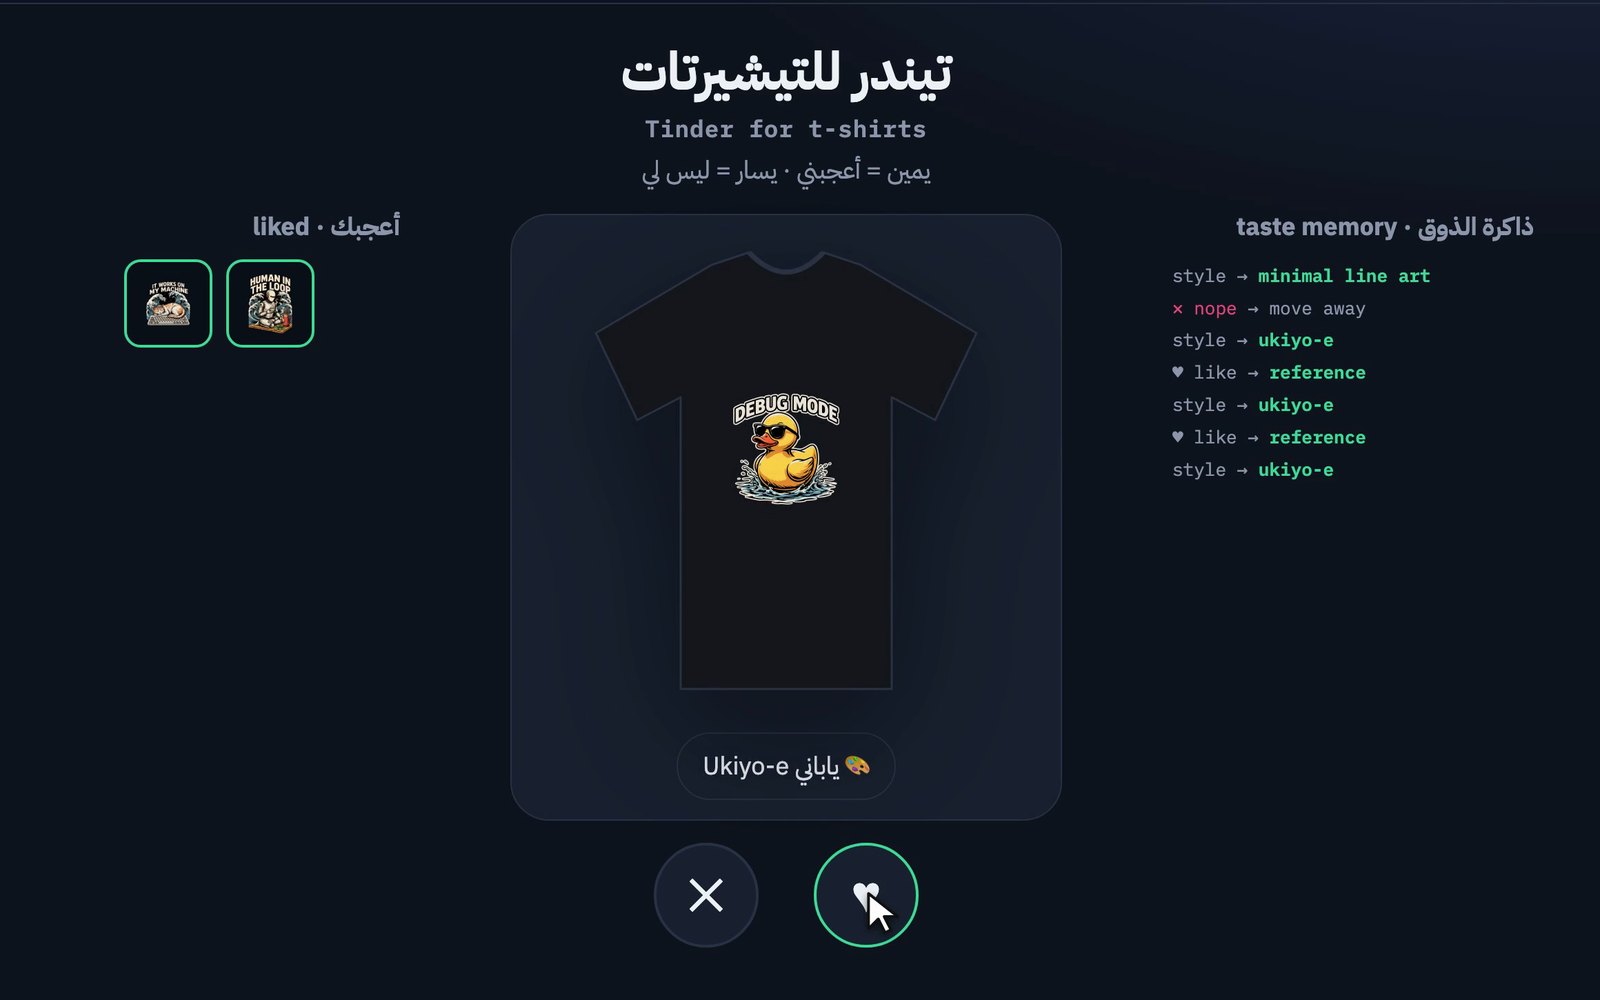 تيندر للتيشيرتات
Tinder for t-shirts
يمين = أعجبني · يسار = ليس لي
أعجبك · liked
IT WORKS ON
MY MACHINE
HUMAN IN
THE LOOP
DEBUG MODE
🎨 ياباني Ukiyo-e
ذاكرة الذوق · taste memory
style → minimal line art
× nope → move away
style → ukiyo-e
♥ like → reference
style → ukiyo-e
♥ like → reference
style → ukiyo-e